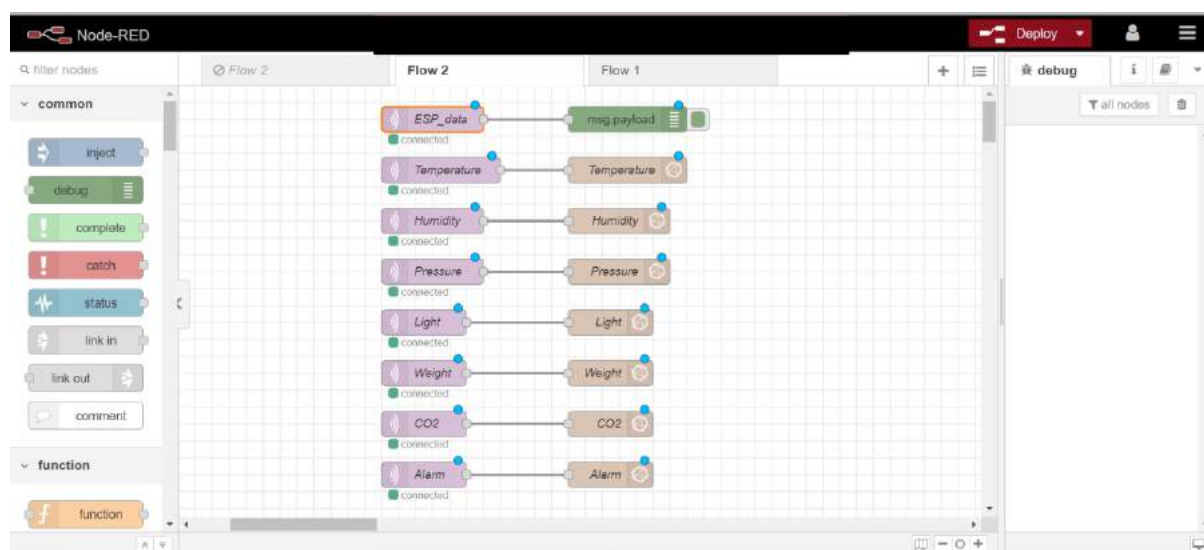 Node-RED
Deploy
filter nodes
Flow 2
Flow 2
Flow 1
debug
i
common
all nodes
inject
debug
complete
catch
status
link in
link out
comment
function
function
ESP_data
msg.payload
connected
Temperature
Temperature
connected
Humidity
Humidity
connected
Pressure
Pressure
connected
Light
Light
connected
Weight
Weight
connected
CO2
CO2
connected
Alarm
Alarm
connected